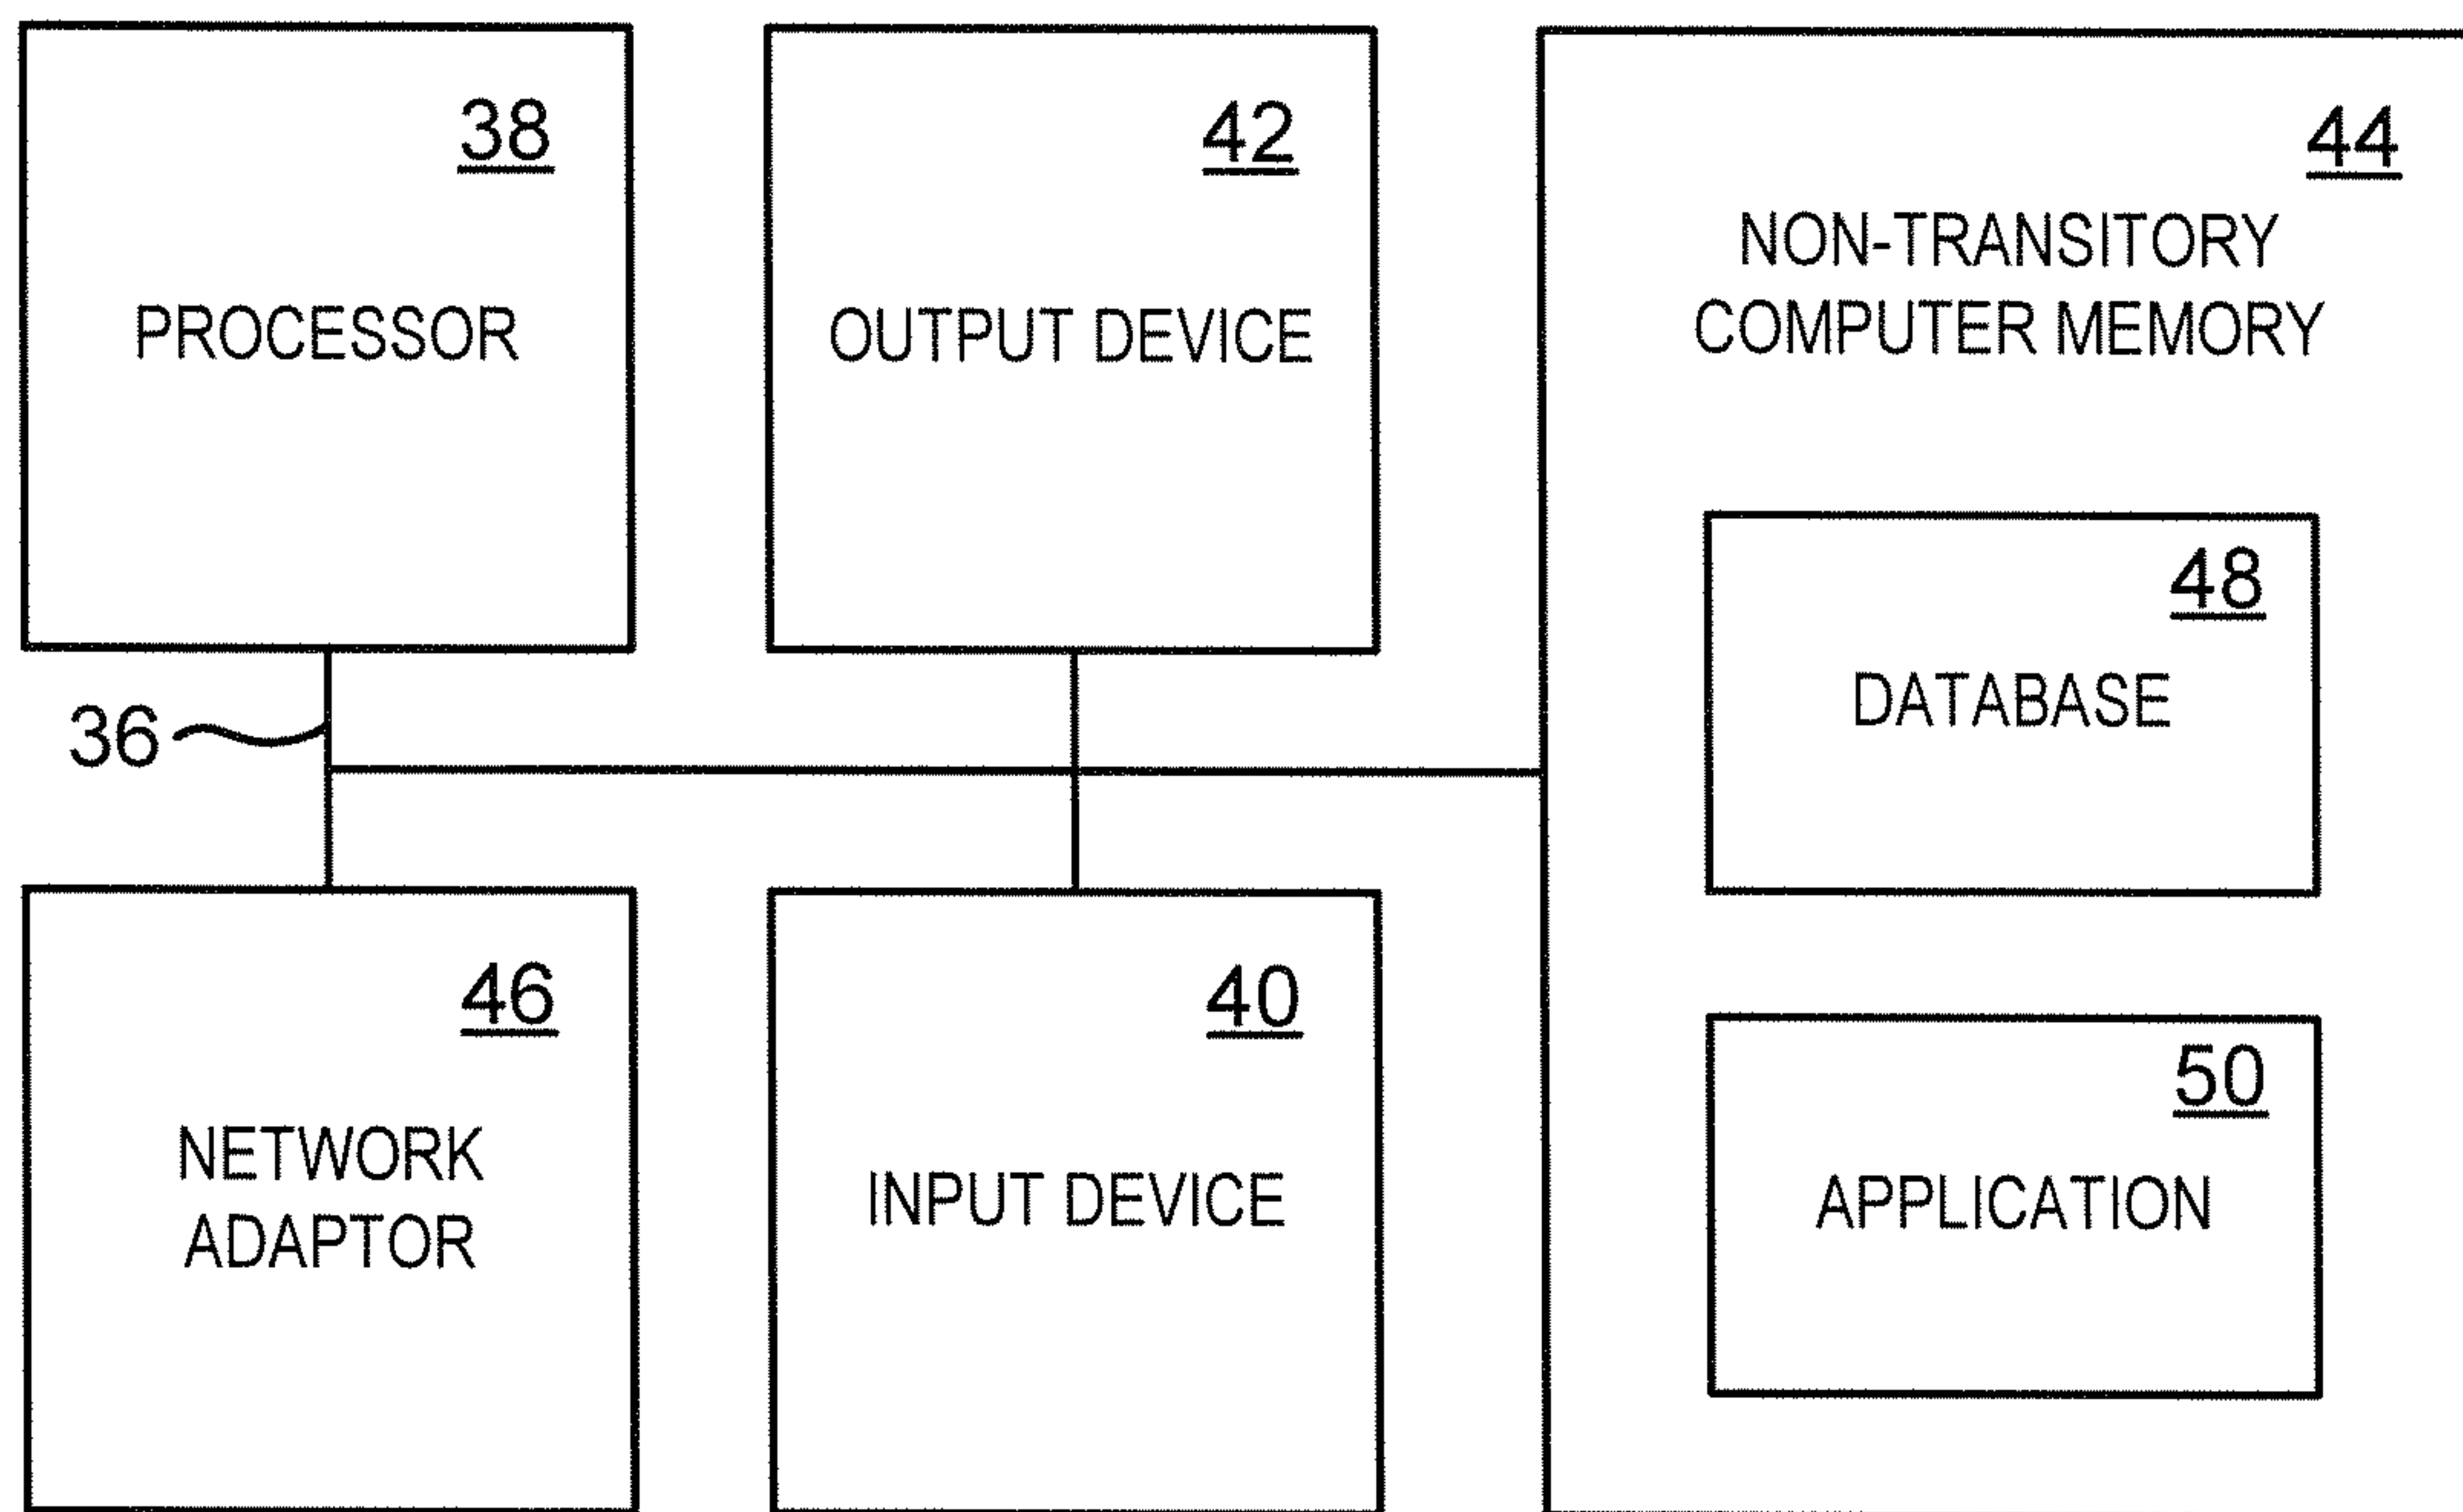 38
PROCESSOR
42
OUTPUT DEVICE
44
NON-TRANSITORY
COMPUTER MEMORY
48
DATABASE
36
46
NETWORK
ADAPTOR
40
INPUT DEVICE
50
APPLICATION